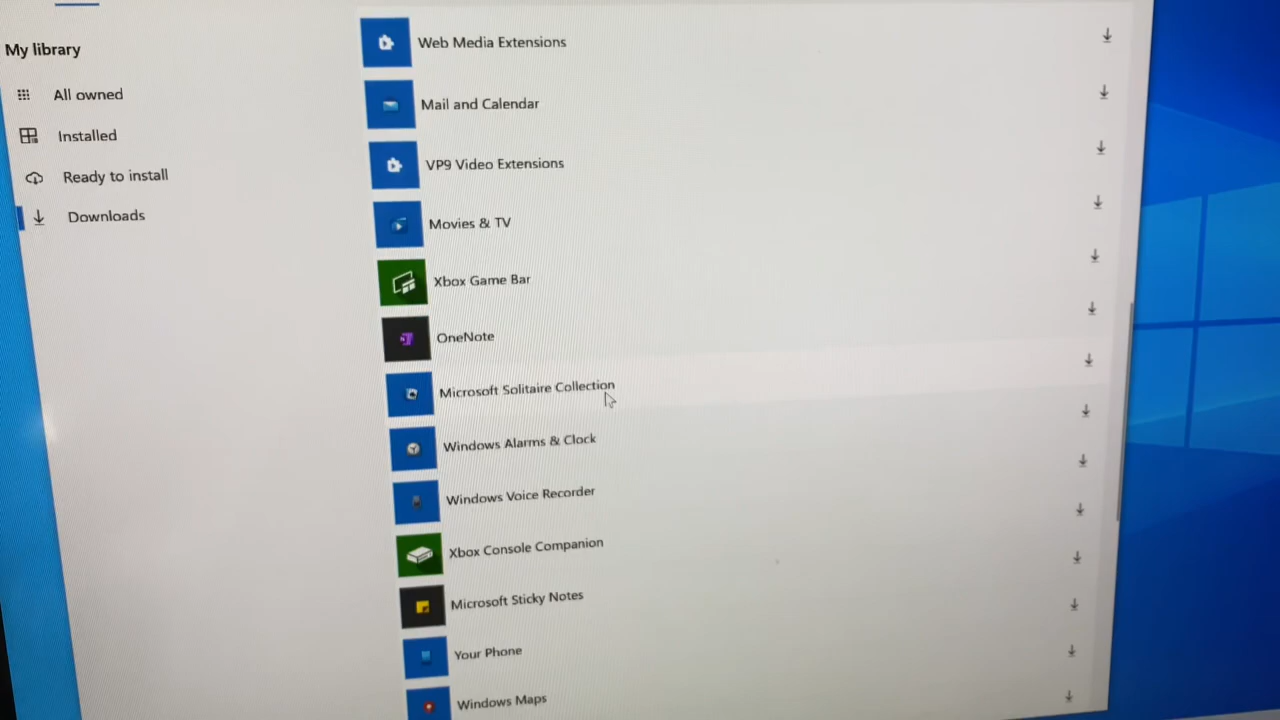 My library
All owned
Installed
Ready to install
Downloads
Web Media Extensions
Mail and Calendar
VP9 Video Extensions
Movies & TV
Xbox Game Bar
OneNote
Microsoft Solitaire Collection
Windows Alarms & Clock
Windows Voice Recorder
Xbox Console Companion
Microsoft Sticky Notes
Your Phone
Windows Maps